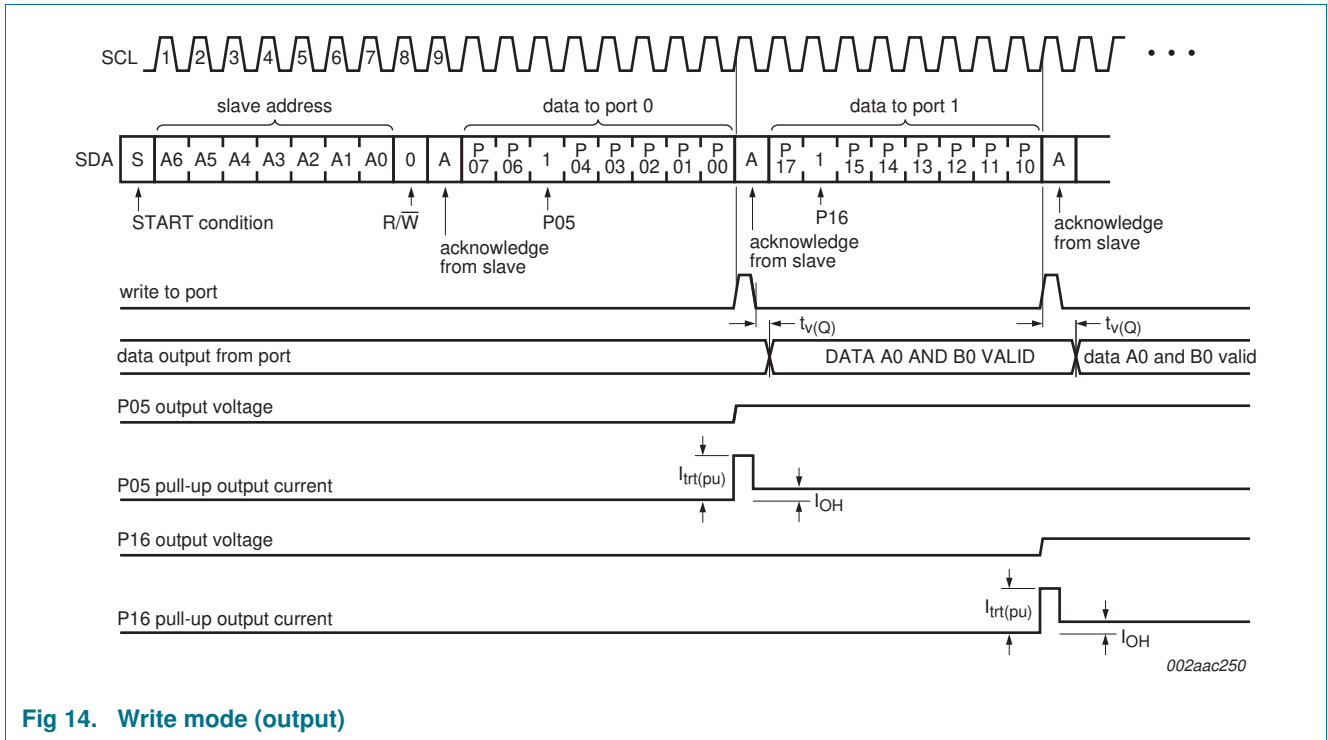 SCL 1 2 3 4 5 6 7 8 9 • • •
slave address data to port 0 data to port 1
SDA S A6 A5 A4 A3 A2 A1 A0 0 A P07 P06 1 P04 P03 P02 P01 P00 A P17 1 P15 P14 P13 P12 P11 P10 A
START condition R/W̅ P05 P16
acknowledge
from slave
acknowledge
from slave
acknowledge
from slave
write to port
tv(Q) tv(Q)
data output from port DATA A0 AND B0 VALID data A0 and B0 valid
P05 output voltage
Itrt(pu)
P05 pull-up output current
IOH
P16 output voltage
Itrt(pu)
P16 pull-up output current
IOH
002aac250
Fig 14. Write mode (output)